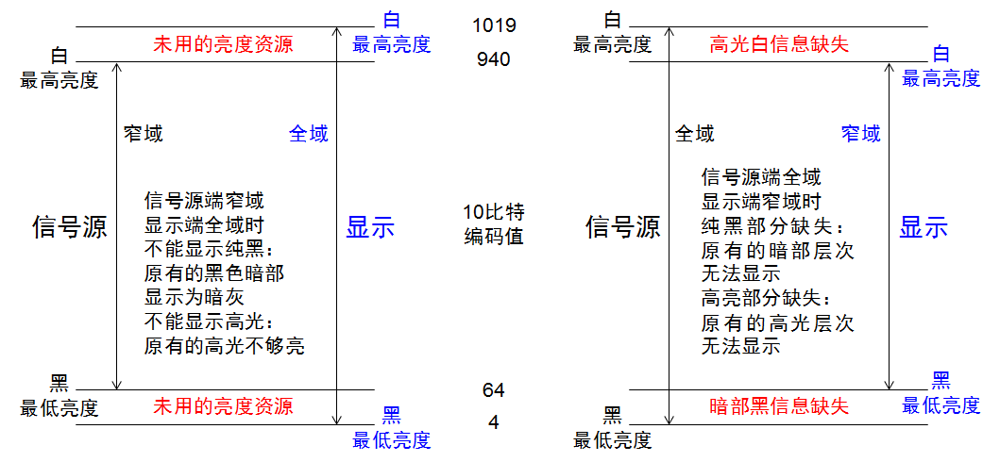 白
最高亮度
未用的亮度资源
白
最高亮度
窄域
全域
信号源
信号源端窄域
显示端全域时
不能显示纯黑：
原有的黑色暗部
显示为暗灰
不能显示高光：
原有的高光不够亮
显示
黑
最低亮度
未用的亮度资源
黑
最低亮度
1019
940
10比特
编码值
64
4
白
最高亮度
高光白信息缺失
白
最高亮度
全域
窄域
信号源
信号源端全域
显示端窄域时
纯黑部分缺失：
原有的暗部层次
无法显示
高亮部分缺失：
原有的高光层次
无法显示
显示
黑
最低亮度
暗部黑信息缺失
黑
最低亮度